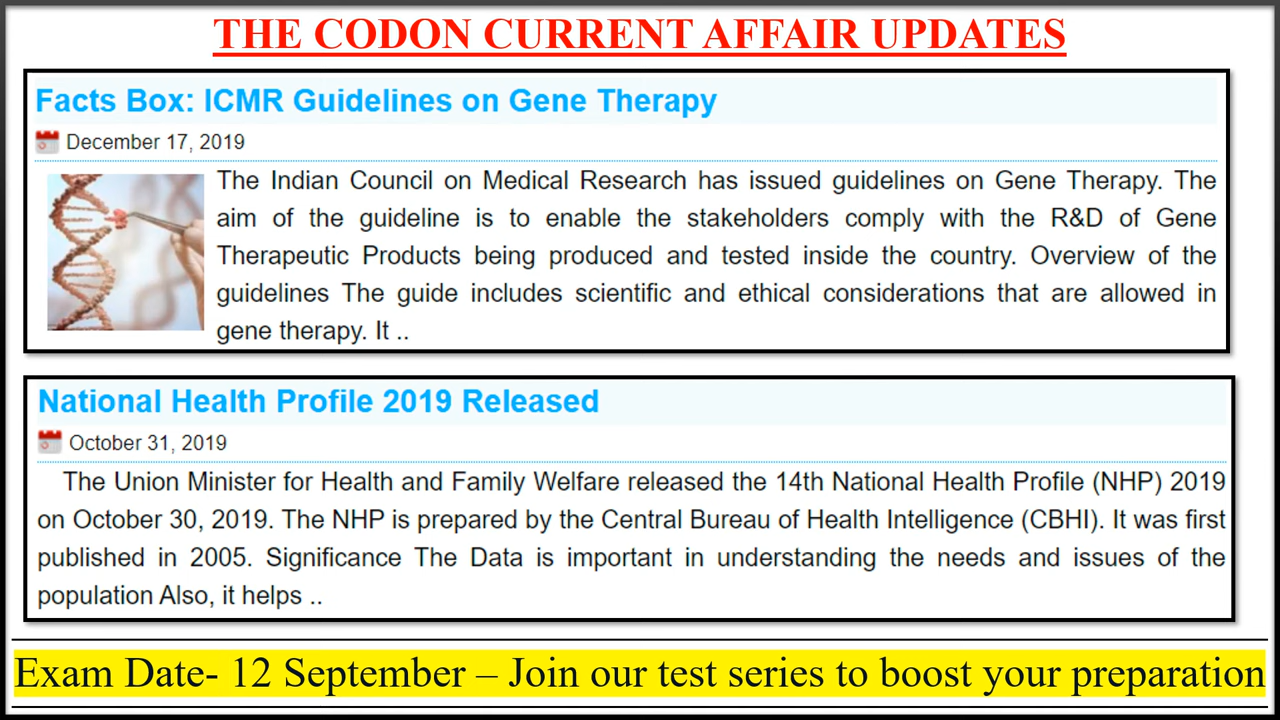 THE CODON CURRENT AFFAIR UPDATES
Facts Box: ICMR Guidelines on Gene Therapy
December 17, 2019
The Indian Council on Medical Research has issued guidelines on Gene Therapy. The
aim of the guideline is to enable the stakeholders comply with the R&D of Gene
Therapeutic Products being produced and tested inside the country. Overview of the
guidelines The guide includes scientific and ethical considerations that are allowed in
gene therapy. It ..
National Health Profile 2019 Released
October 31, 2019
The Union Minister for Health and Family Welfare released the 14th National Health Profile (NHP) 2019
on October 30, 2019. The NHP is prepared by the Central Bureau of Health Intelligence (CBHI). It was first
published in 2005. Significance The Data is important in understanding the needs and issues of the
population Also, it helps ..
Exam Date- 12 September – Join our test series to boost your preparation